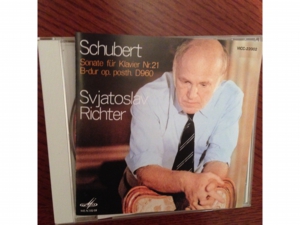 Schubert
Sonate für Klavier Nr.21
B-dur op. posth. D960
Svjatoslav
Richter